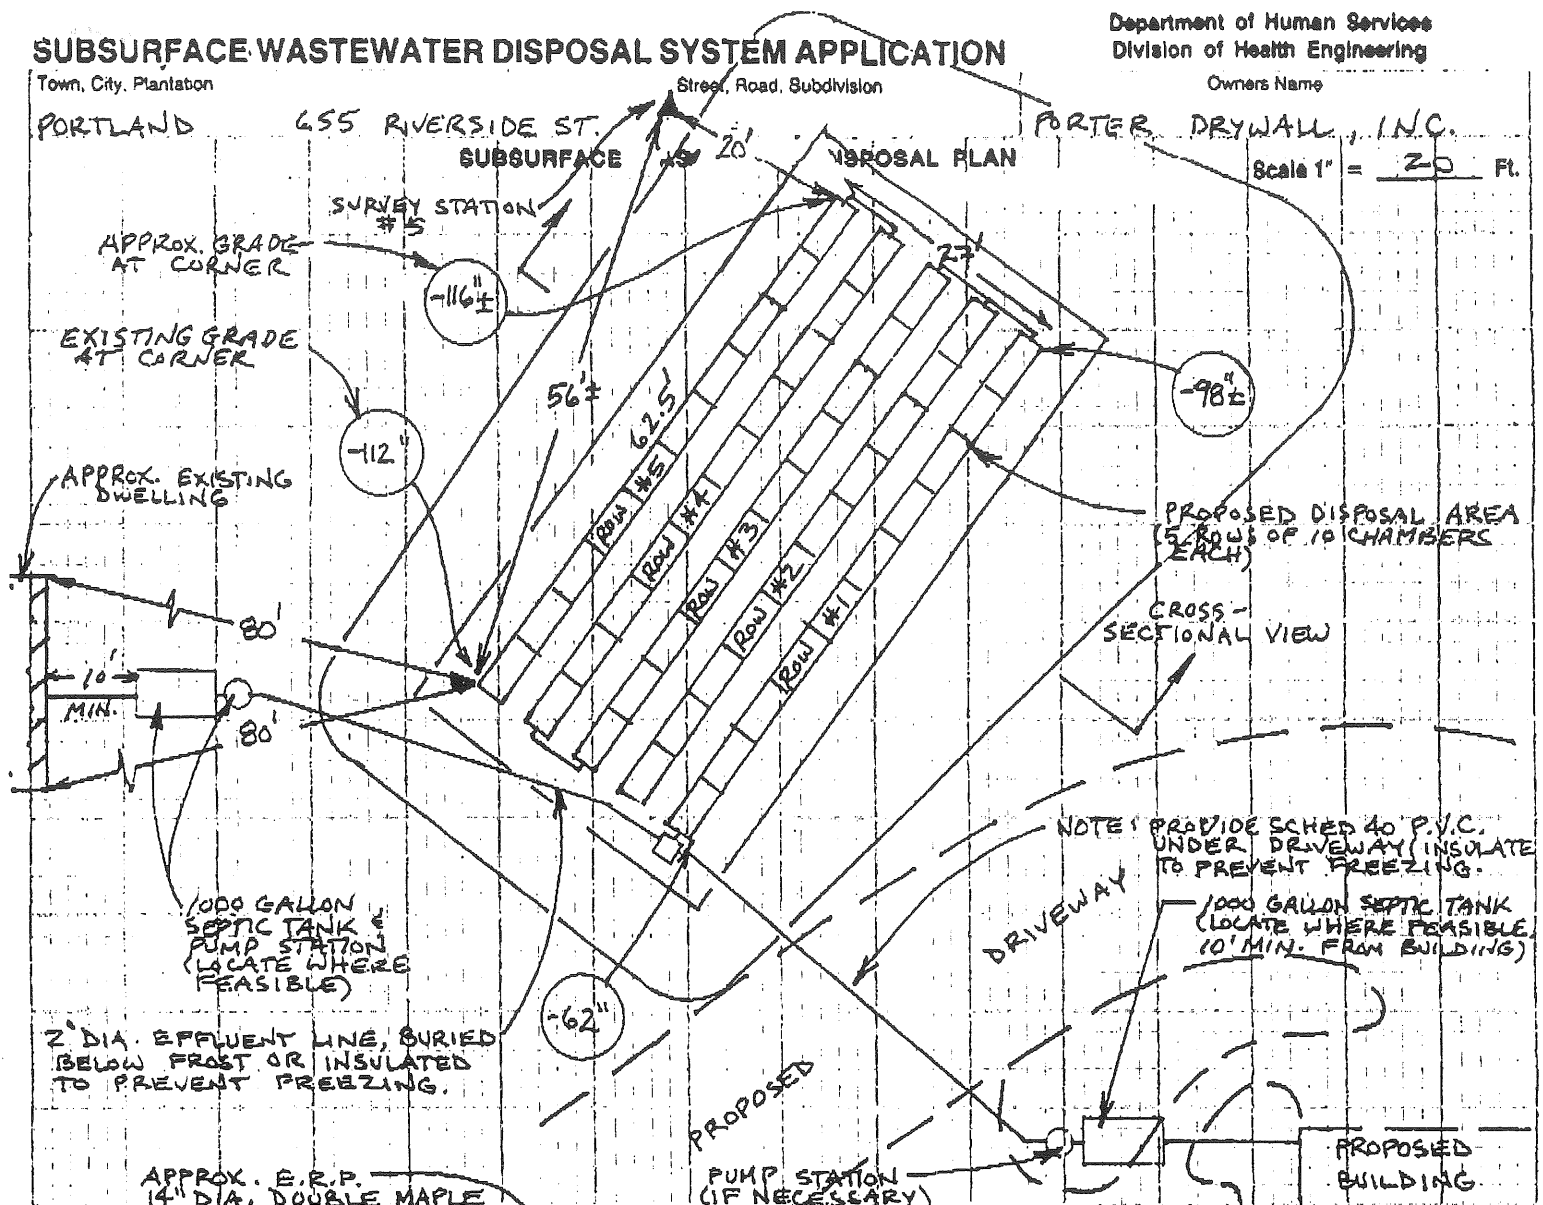 Department of Human Services
Division of Health Engineering
SUBSURFACE WASTEWATER DISPOSAL SYSTEM APPLICATION
Town, City, Plantation
Street, Road, Subdivision
Owners Name
PORTLAND
655 RIVERSIDE ST.
PORTER DRYWALL, INC.
SUBSURFACE
DISPOSAL PLAN
Scale 1" = 20 Ft.
20'
SURVEY STATION
#5
APPROX. GRADE
AT CORNER
-116"±
27'
EXISTING GRADE
AT CORNER
56'±
62.5'
-98"±
-112"
APPROX. EXISTING
DWELLING
ROW #5
ROW #4
ROW #3
ROW #2
ROW #1
PROPOSED DISPOSAL AREA
(5 ROWS OF 10 CHAMBERS
EACH)
CROSS-
SECTIONAL VIEW
80'
10'
MIN.
80'
NOTE: PROVIDE SCHED 40 P.V.C.
UNDER DRIVEWAY (INSULATE
TO PREVENT FREEZING.
1000 GALLON
SEPTIC TANK &
PUMP STATION
(LOCATE WHERE
FEASIBLE)
1000 GALLON SEPTIC TANK
(LOCATE WHERE FEASIBLE,
10' MIN. FROM BUILDING)
PROPOSED DRIVEWAY
-62"
2" DIA. EFFLUENT LINE, BURIED
BELOW FROST OR INSULATED
TO PREVENT FREEZING.
PROPOSED
BUILDING
APPROX. E.R.P.
14" DIA. DOUBLE MAPLE
PUMP STATION
(IF NECESSARY)